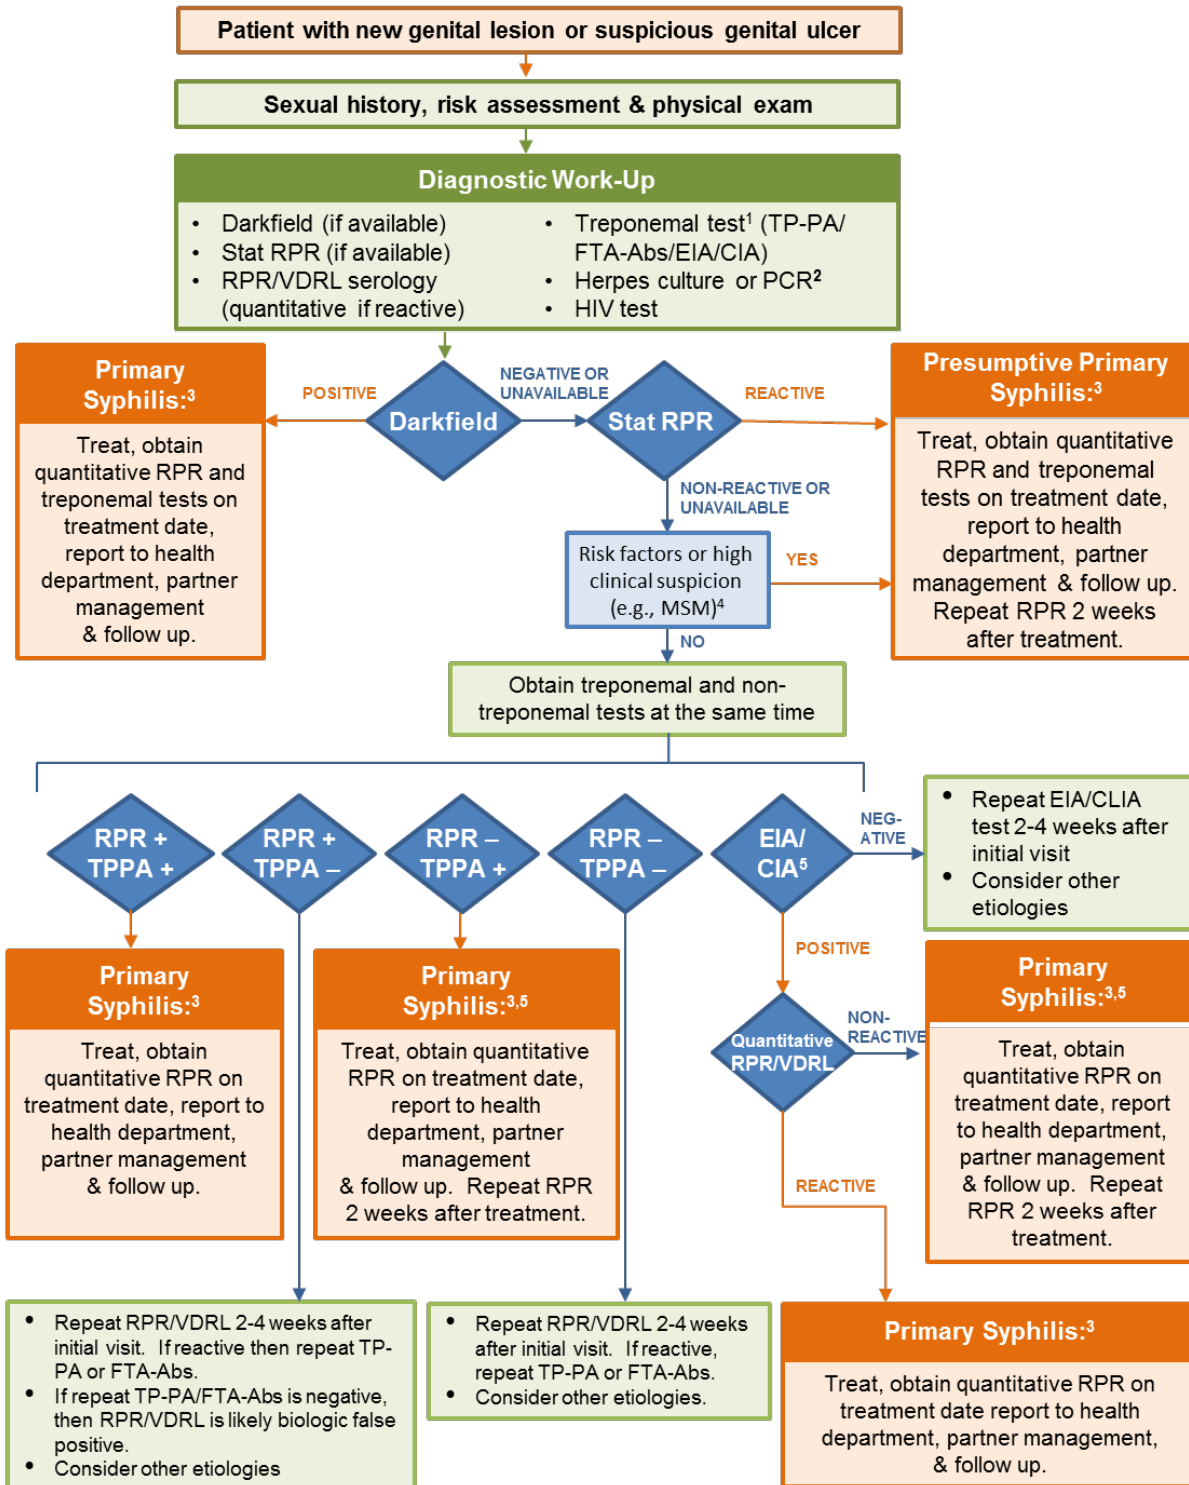 Patient with new genital lesion or suspicious genital ulcer
Sexual history, risk assessment & physical exam
Diagnostic Work-Up
• Darkfield (if available)
• Stat RPR (if available)
• RPR/VDRL serology
(quantitative if reactive)
• Treponemal test¹ (TP-PA/
FTA-Abs/EIA/CIA)
• Herpes culture or PCR²
• HIV test
Primary
Syphilis:³
Treat, obtain
quantitative RPR and
treponemal tests on
treatment date,
report to health
department, partner
management
& follow up.
POSITIVE
Darkfield
NEGATIVE OR
UNAVAILABLE
Stat RPR
REACTIVE
Presumptive Primary
Syphilis:³
Treat, obtain quantitative
RPR and treponemal
tests on treatment date,
report to health
department, partner
management & follow up.
Repeat RPR 2 weeks
after treatment.
NON-REACTIVE OR
UNAVAILABLE
Risk factors or high
clinical suspicion
(e.g., MSM)⁴
YES
NO
Obtain treponemal and non-
treponemal tests at the same time
RPR +
TPPA +
RPR +
TPPA –
RPR –
TPPA +
RPR –
TPPA –
EIA/
CIA⁵
NEG-
ATIVE
• Repeat EIA/CLIA
test 2-4 weeks after
initial visit
• Consider other
etiologies
POSITIVE
Primary
Syphilis:³
Treat, obtain
quantitative RPR on
treatment date, report to
health department,
partner management
& follow up.
Primary
Syphilis:³,⁵
Treat, obtain quantitative
RPR on treatment date,
report to health
department, partner
management
& follow up. Repeat RPR
2 weeks after treatment.
Quantitative
RPR/VDRL
NON-
REACTIVE
Primary
Syphilis:³,⁵
Treat, obtain
quantitative RPR on
treatment date, report
to health department,
partner management
& follow up. Repeat
RPR 2 weeks after
treatment.
REACTIVE
• Repeat RPR/VDRL 2-4 weeks after
initial visit. If reactive then repeat TP-
PA or FTA-Abs.
• If repeat TP-PA/FTA-Abs is negative,
then RPR/VDRL is likely biologic false
positive.
• Consider other etiologies
• Repeat RPR/VDRL 2-4 weeks
after initial visit. If reactive,
repeat TP-PA or FTA-Abs.
• Consider other etiologies.
Primary Syphilis:³
Treat, obtain quantitative RPR on
treatment date report to health
department, partner management,
& follow up.